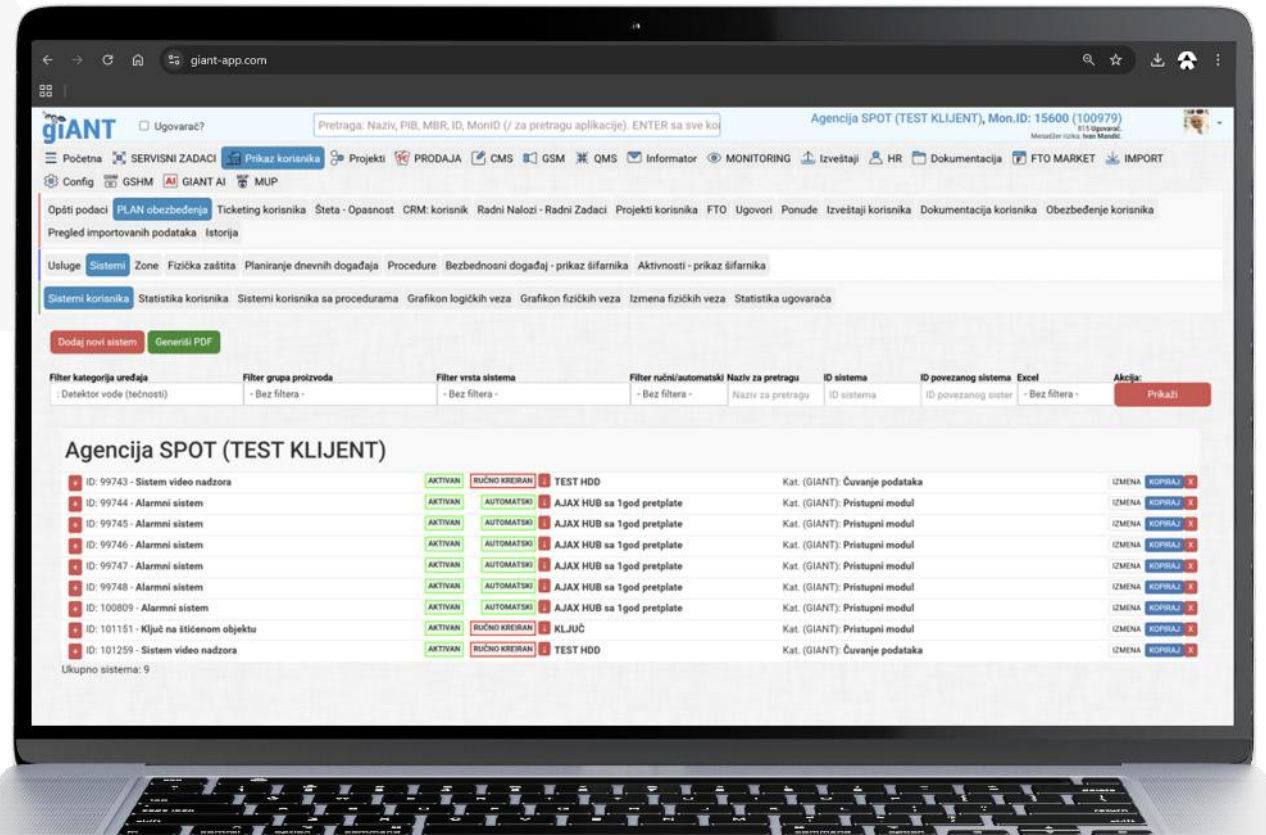 giant-app.com
giANT
Ugovarač?
Pretraga: Naziv, PIB, MBR, ID, MonID (/ za pretragu aplikacije). ENTER sa sve ko
Agencija SPOT (TEST KLIJENT), Mon.ID: 15600 (100979)
815 Ugovarač.
Menadžer rizika: Ivan Mandić.
Početna SERVISNI ZADACI Prikaz korisnika Projekti PRODAJA CMS GSM QMS Informator MONITORING Izveštaji HR Dokumentacija FTO MARKET IMPORT
Config GSHM AI GIANT AI MUP
Opšti podaci PLAN obezbeđenja Ticketing korisnika Šteta - Opasnost CRM: korisnik Radni Nalozi - Radni Zadaci Projekti korisnika FTO Ugovori Ponude Izveštaji korisnika Dokumentacija korisnika Obezbeđenje korisnika
Pregled importovanih podataka Istorija
Usluge Sistemi Zone Fizička zaštita Planiranje dnevnih događaja Procedure Bezbednosni događaj - prikaz šifarnika Aktivnosti - prikaz šifarnika
Sistemi korisnika Statistika korisnika Sistemi korisnika sa procedurama Grafikon logičkih veza Grafikon fizičkih veza Izmena fizičkih veza Statistika ugovarača
Dodaj novi sistem Generiši PDF
Filter kategorija uređaja Filter grupa proizvoda Filter vrsta sistema Filter ručni/automatski Naziv za pretragu ID sistema ID povezanog sistema Excel Akcija:
: Detektor vode (tečnosti) - Bez filtera - - Bez filtera - - Bez filtera - Naziv za pretragu ID sistema ID povezanog sister - Bez filtera - Prikaži
Agencija SPOT (TEST KLIJENT)
+ ID: 99743 - Sistem video nadzora AKTIVAN RUČNO KREIRAN TEST HDD Kat. (GIANT): Čuvanje podataka IZMENA KOPIRAJ X
+ ID: 99744 - Alarmni sistem AKTIVAN AUTOMATSKI AJAX HUB sa 1god pretplate Kat. (GIANT): Pristupni modul IZMENA KOPIRAJ X
+ ID: 99745 - Alarmni sistem AKTIVAN AUTOMATSKI AJAX HUB sa 1god pretplate Kat. (GIANT): Pristupni modul IZMENA KOPIRAJ X
+ ID: 99746 - Alarmni sistem AKTIVAN AUTOMATSKI AJAX HUB sa 1god pretplate Kat. (GIANT): Pristupni modul IZMENA KOPIRAJ X
+ ID: 99747 - Alarmni sistem AKTIVAN AUTOMATSKI AJAX HUB sa 1god pretplate Kat. (GIANT): Pristupni modul IZMENA KOPIRAJ X
+ ID: 99748 - Alarmni sistem AKTIVAN AUTOMATSKI AJAX HUB sa 1god pretplate Kat. (GIANT): Pristupni modul IZMENA KOPIRAJ X
+ ID: 100809 - Alarmni sistem AKTIVAN AUTOMATSKI AJAX HUB sa 1god pretplate Kat. (GIANT): Pristupni modul IZMENA KOPIRAJ X
+ ID: 101151 - Ključ na štićenom objektu AKTIVAN RUČNO KREIRAN KLJUČ Kat. (GIANT): Pristupni modul IZMENA KOPIRAJ X
+ ID: 101259 - Sistem video nadzora AKTIVAN RUČNO KREIRAN TEST HDD Kat. (GIANT): Čuvanje podataka IZMENA KOPIRAJ X
Ukupno sistema: 9